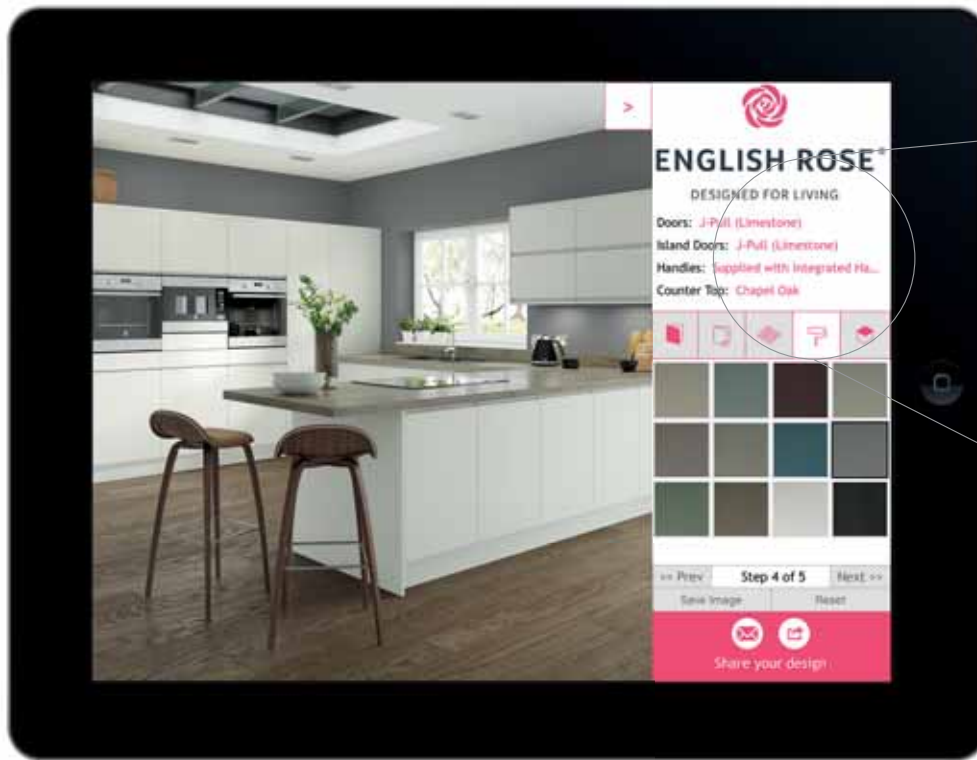 >
ENGLISH ROSE®
DESIGNED FOR LIVING
Doors: J-Pull (Limestone)
Island Doors: J-Pull (Limestone)
Handles: Supplied with Integrated Ha...
Counter Top: Chapel Oak
<< Prev Step 4 of 5 Next >>
Save Image Reset
Share your design